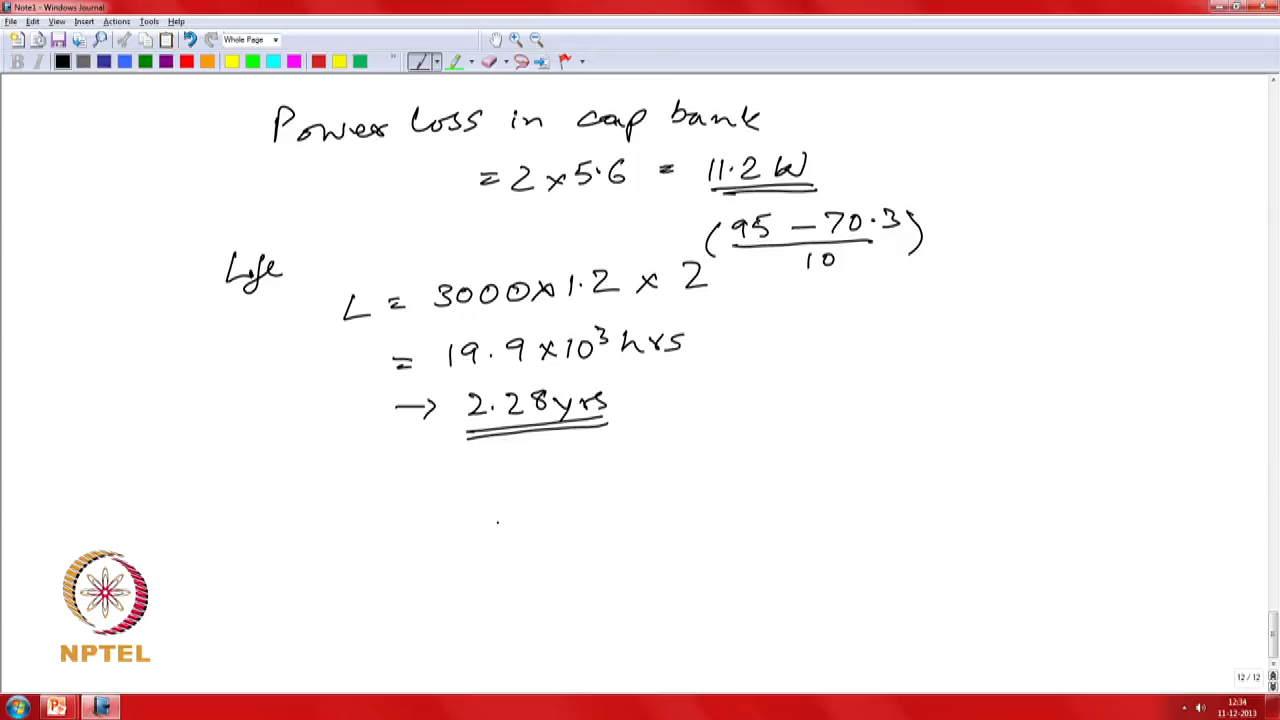 Note1 - Windows Journal
File Edit View Insert Actions Tools Help
Whole Page
B I
Power Loss in cap bank
= 2 × 5.6 = 11.2 W
Life
L = 3000 × 1.2 × 2^((95 - 70.3)/10)
= 19.9 × 10³ hrs
→ 2.28 yrs
NPTEL
12 / 12
12:34
11-12-2013